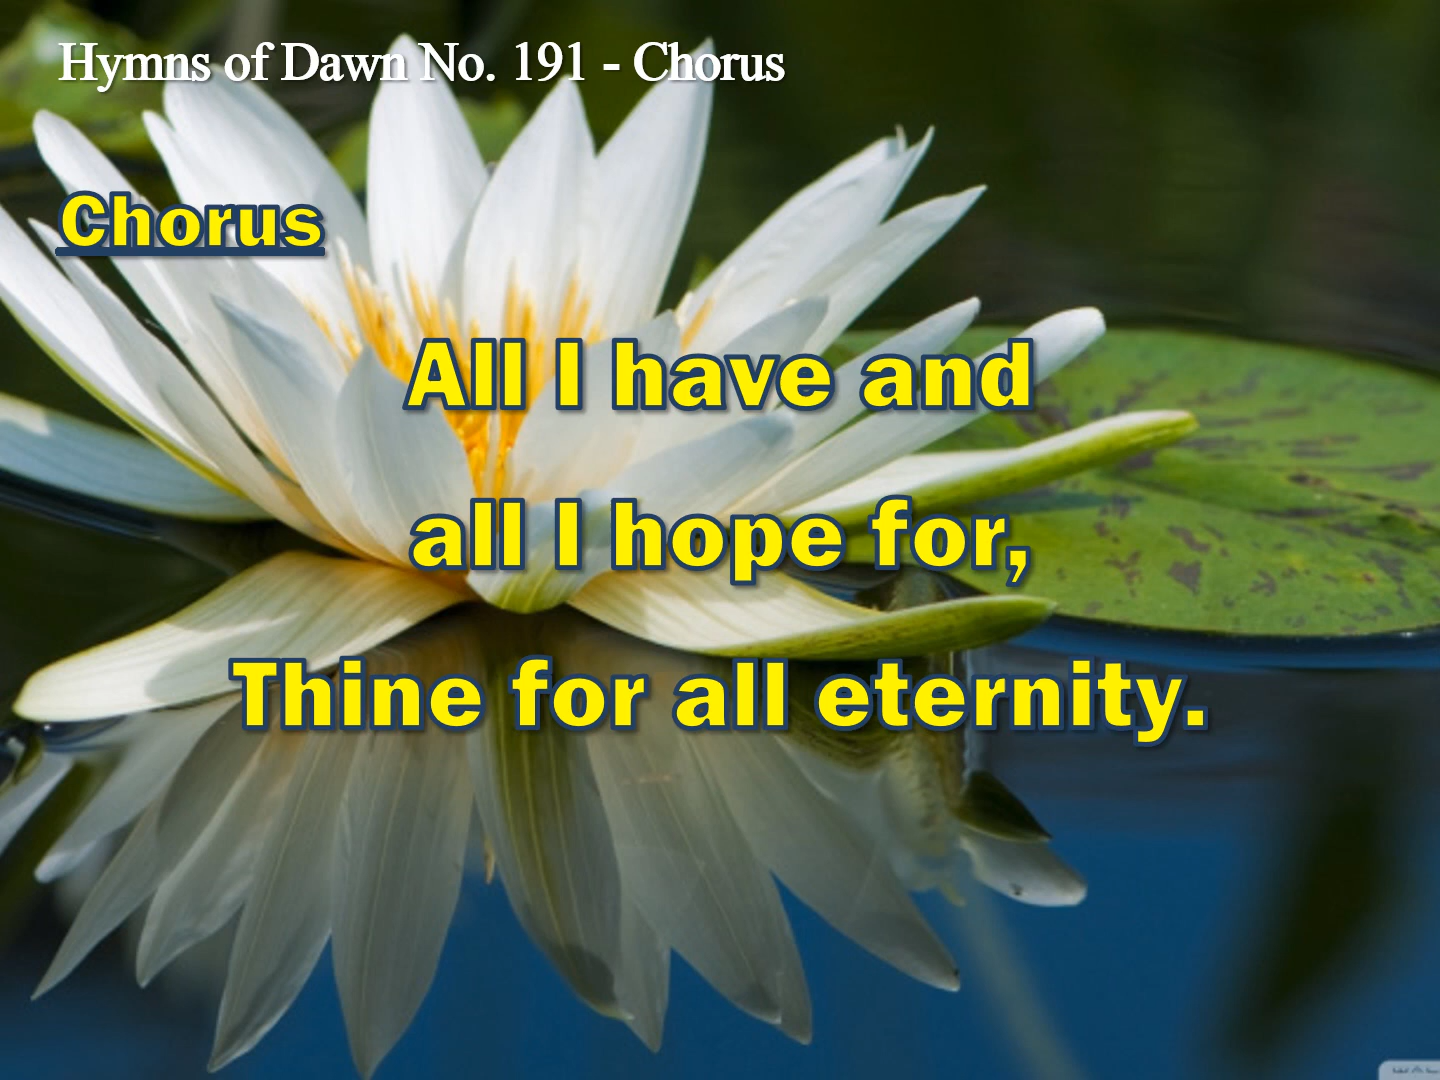 Hymns of Dawn No. 191 - Chorus
Chorus
All I have and
all I hope for,
Thine for all eternity.